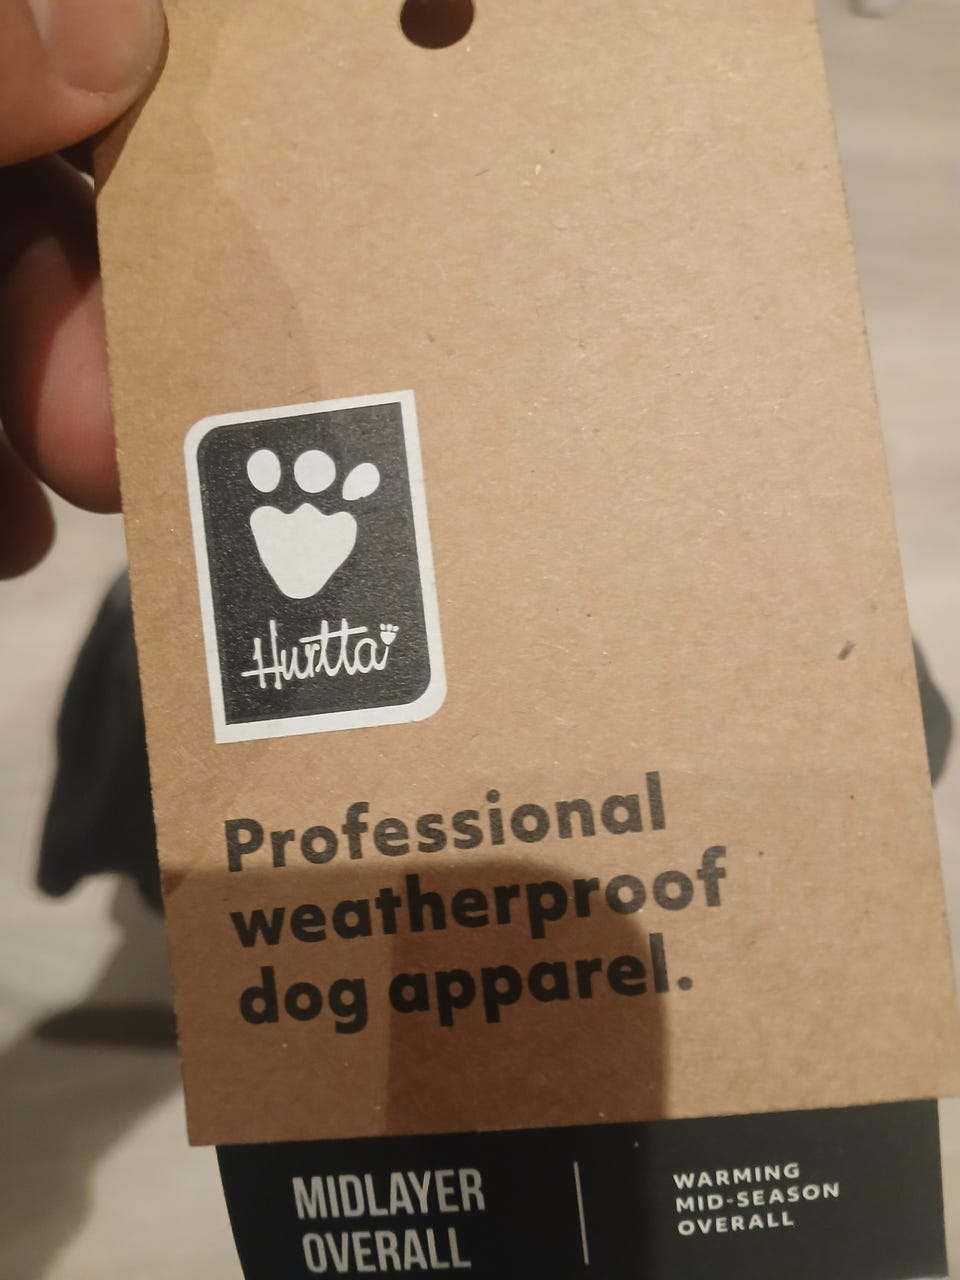 Hurtta
Professional
weatherproof
dog apparel.
MIDLAYER
OVERALL
WARMING
MID-SEASON
OVERALL